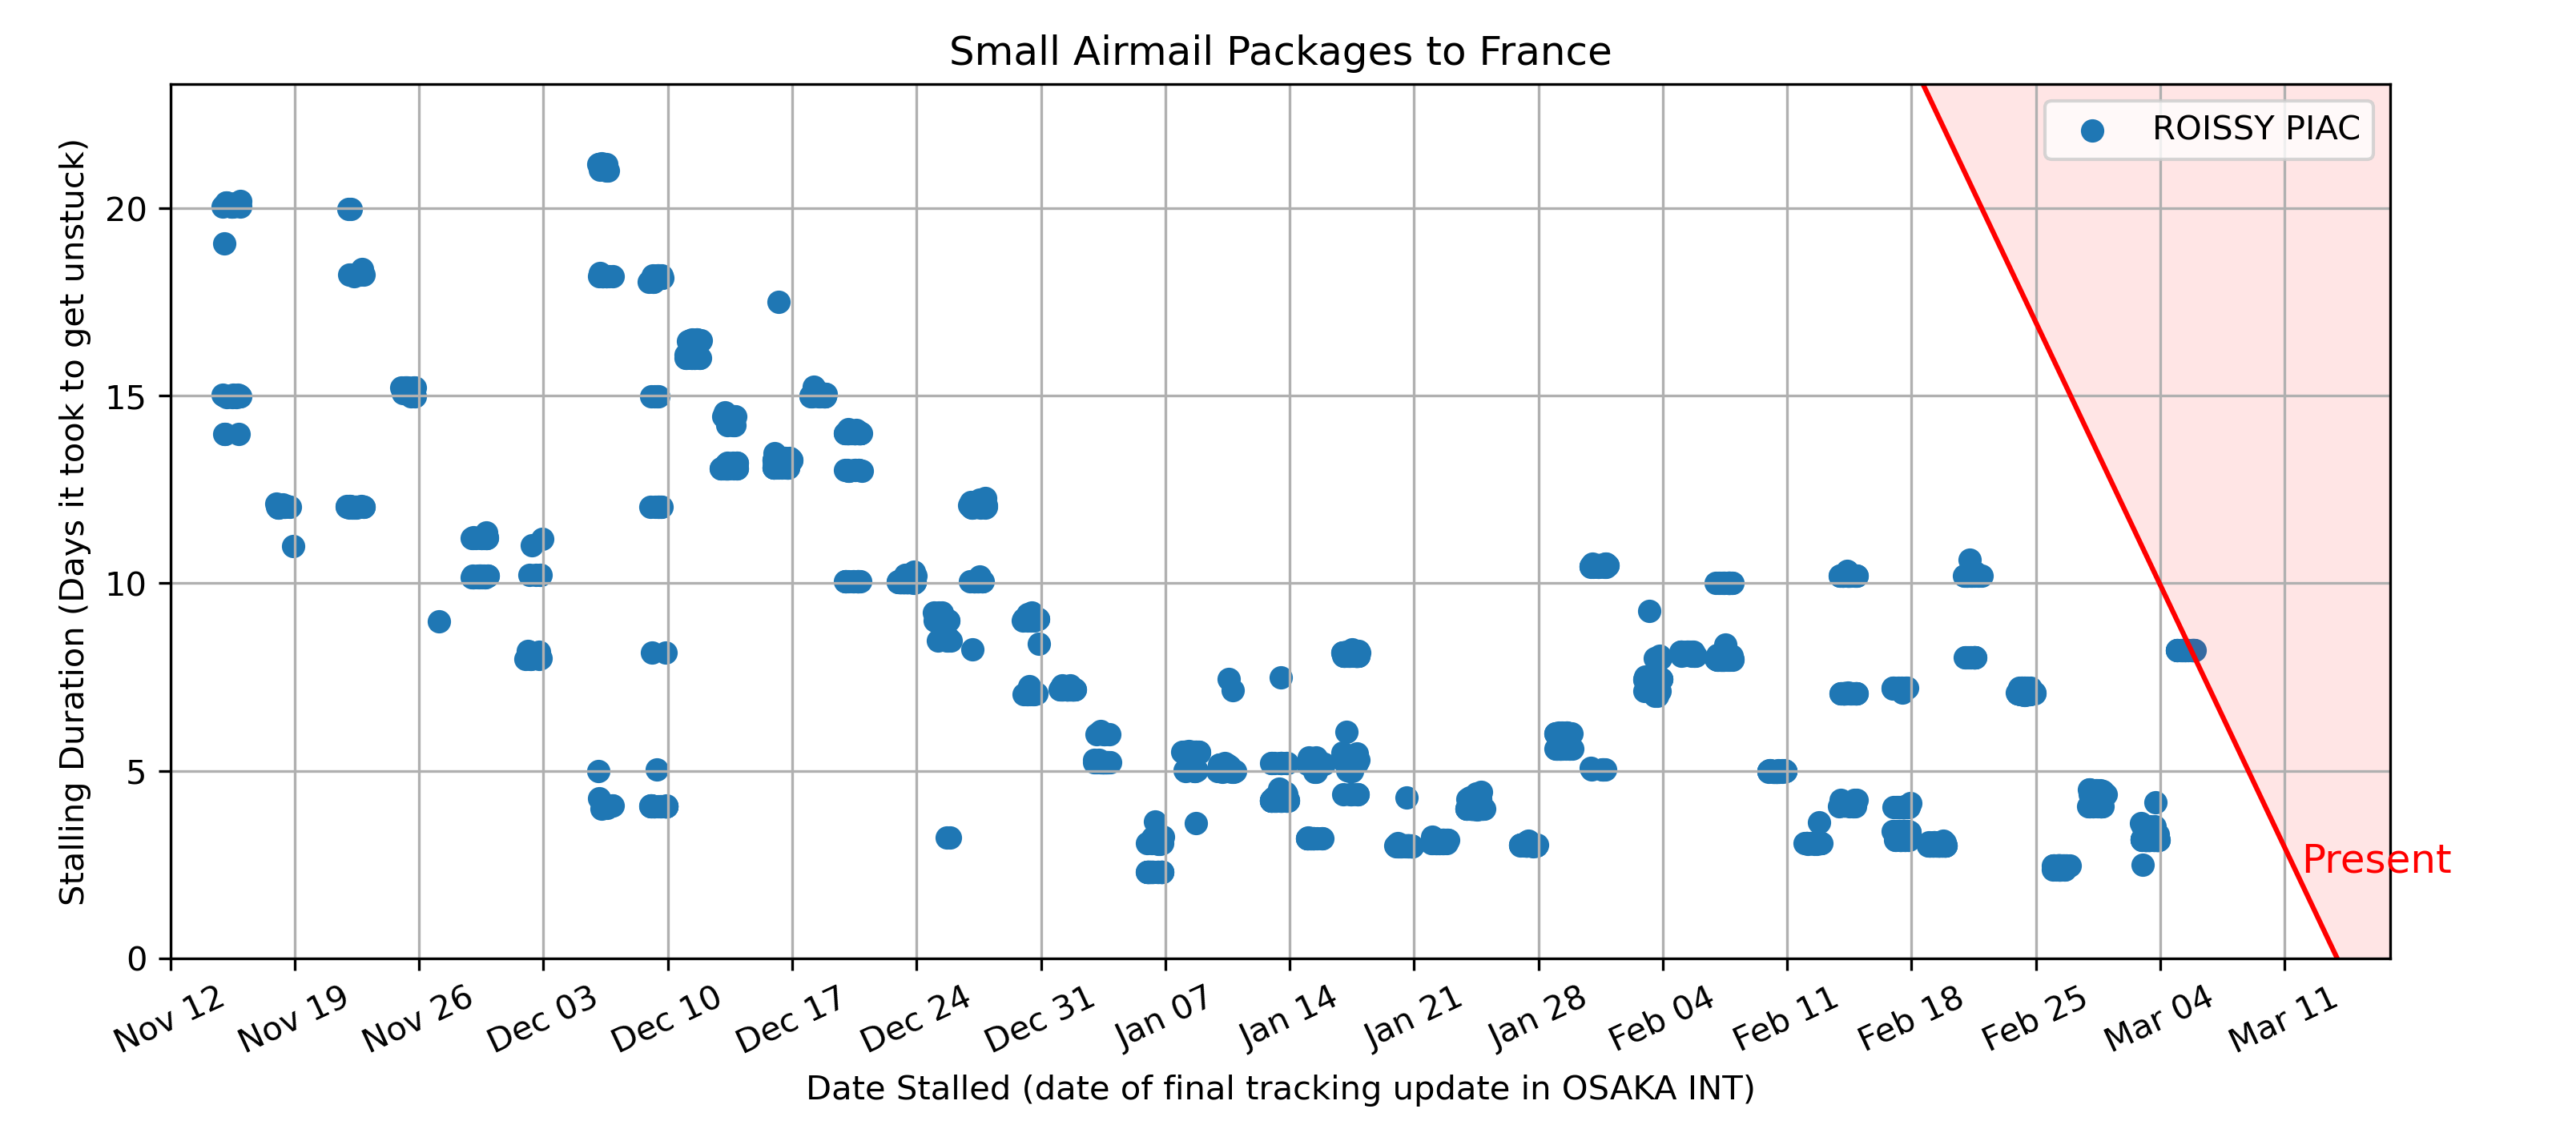 Small Airmail Packages to France
ROISSY PIAC
Stalling Duration (Days it took to get unstuck)
20
15
10
5
0
Present
Nov 12
Nov 19
Nov 26
Dec 03
Dec 10
Dec 17
Dec 24
Dec 31
Jan 07
Jan 14
Jan 21
Jan 28
Feb 04
Feb 11
Feb 18
Feb 25
Mar 04
Mar 11
Date Stalled (date of final tracking update in OSAKA INT)